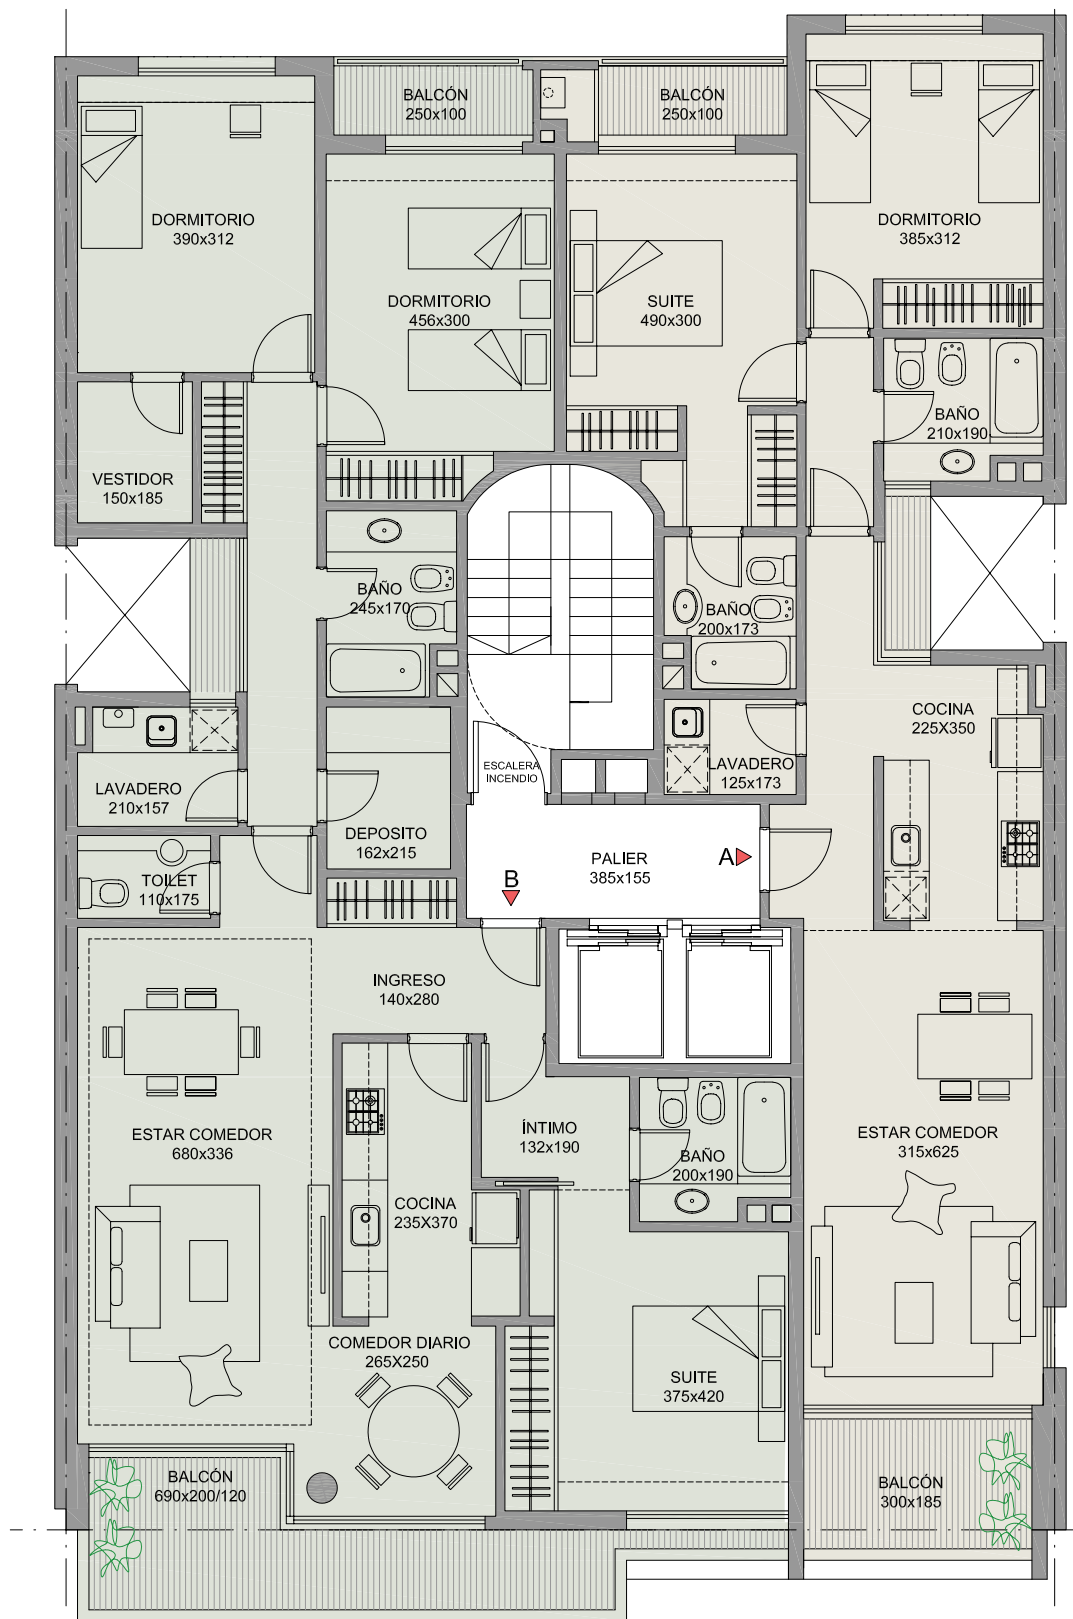 BALCÓN
250x100
BALCÓN
250x100
DORMITORIO
390x312
DORMITORIO
385x312
DORMITORIO
456x300
SUITE
490x300
BAÑO
210x190
VESTIDOR
150x185
BAÑO
245x170
BAÑO
200x173
COCINA
225X350
ESCALERA
INCENDIO
LAVADERO
125x173
LAVADERO
210x157
DEPOSITO
162x215
PALIER
385x155
A
B
TOILET
110x175
INGRESO
140x280
ESTAR COMEDOR
680x336
ÍNTIMO
132x190
BAÑO
200x190
ESTAR COMEDOR
315x625
COCINA
235X370
COMEDOR DIARIO
265X250
SUITE
375x420
BALCÓN
690x200/120
BALCÓN
300x185